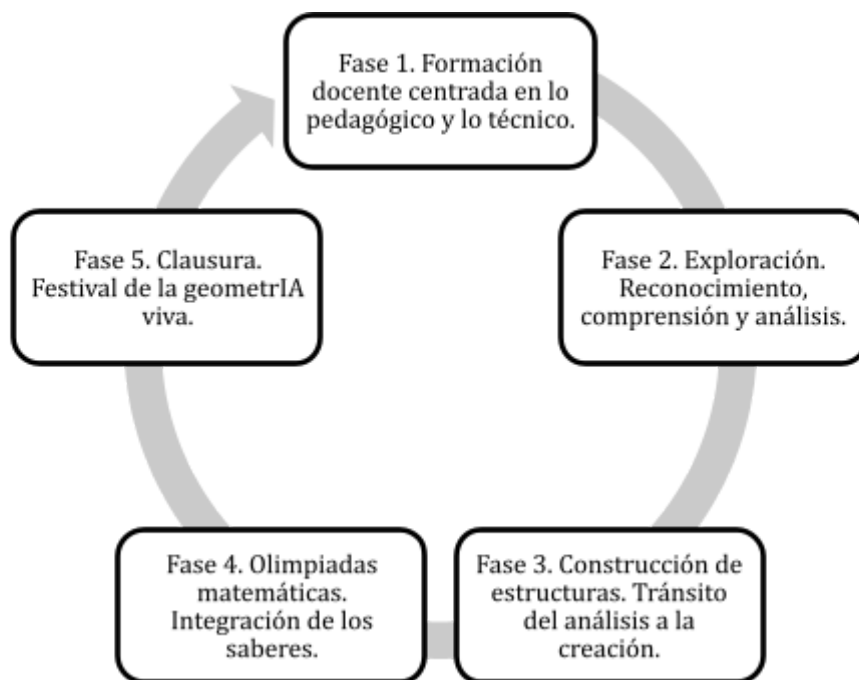 Fase 1. Formación
docente centrada en lo
pedagógico y lo técnico.
Fase 2. Exploración.
Reconocimiento,
comprensión y análisis.
Fase 3. Construcción de
estructuras. Tránsito
del análisis a la
creación.
Fase 4. Olimpiadas
matemáticas.
Integración de los
saberes.
Fase 5. Clausura.
Festival de la geometrIA
viva.